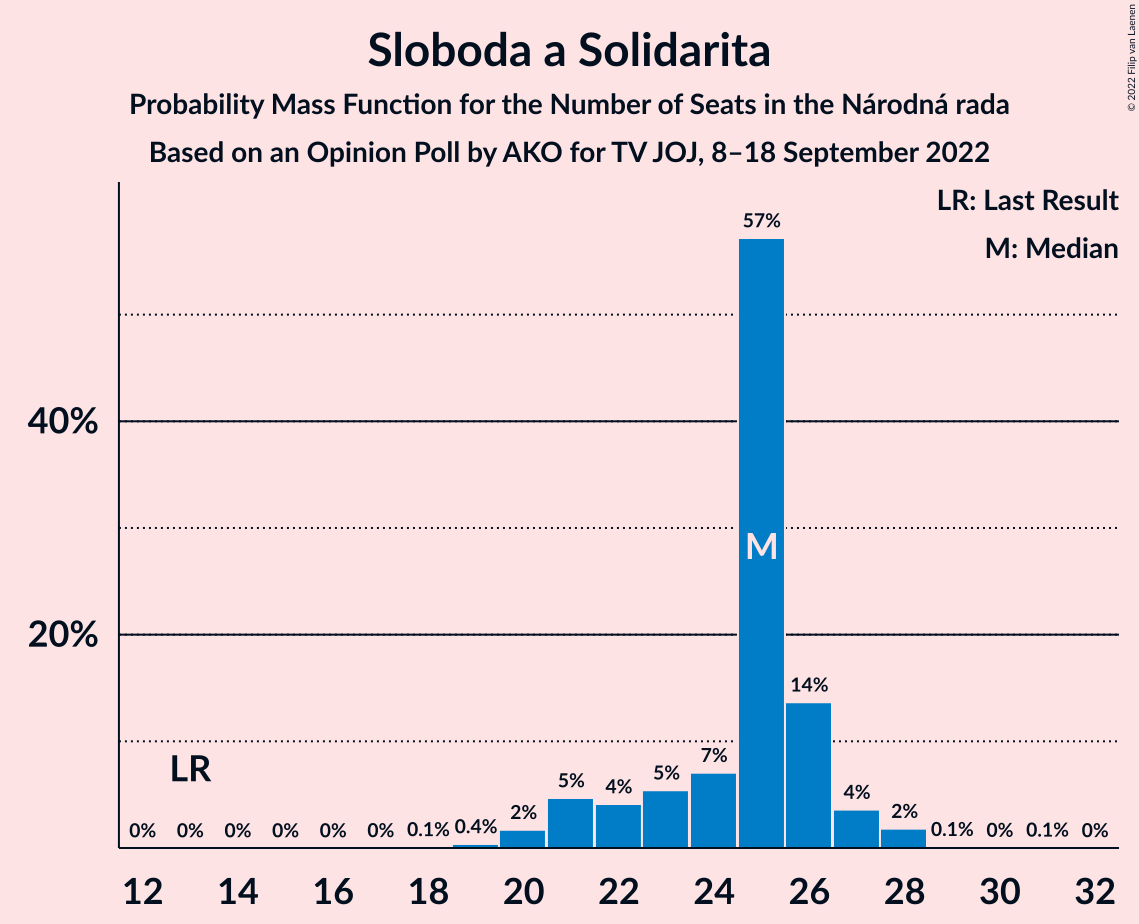 Sloboda a Solidarita
Probability Mass Function for the Number of Seats in the Národná rada
Based on an Opinion Poll by AKO for TV JOJ, 8–18 September 2022
© 2022 Filip van Laenen
LR: Last Result
M: Median
57%
40%
M
20%
14%
LR
7%
5% 4% 5% 4%
0% 0% 0% 0% 0% 0% 0.1% 0.4% 2% 2% 0.1% 0% 0.1% 0%
12 14 16 18 20 22 24 26 28 30 32